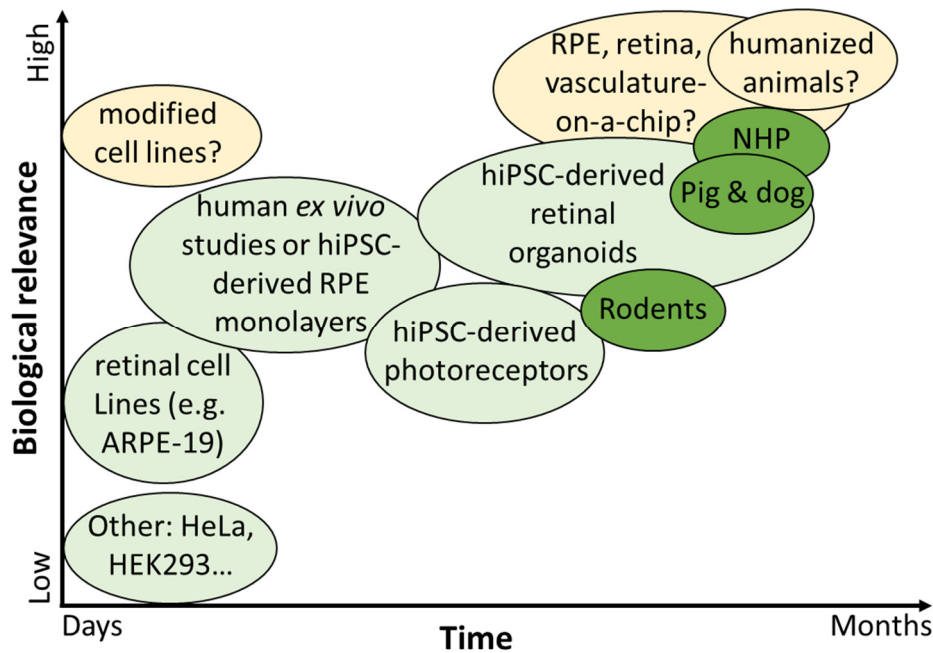 High
Biological relevance
Low
RPE, retina,
vasculature-
on-a-chip?
humanized
animals?
modified
cell lines?
NHP
Pig & dog
hiPSC-derived
retinal
organoids
human ex vivo
studies or hiPSC-
derived RPE
monolayers
Rodents
hiPSC-derived
photoreceptors
retinal cell
Lines (e.g.
ARPE-19)
Other: HeLa,
HEK293...
Days
Time
Months